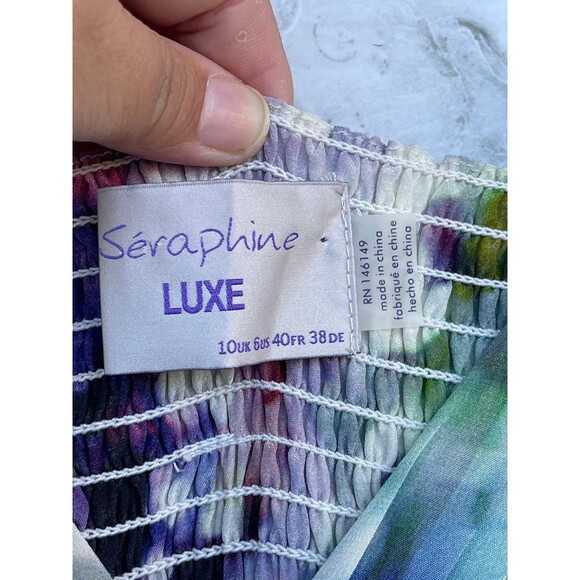 Séraphine
LUXE
10UK 6US 40FR 38DE
RN 146149
made in china
fabriqué en chine
hecho en china